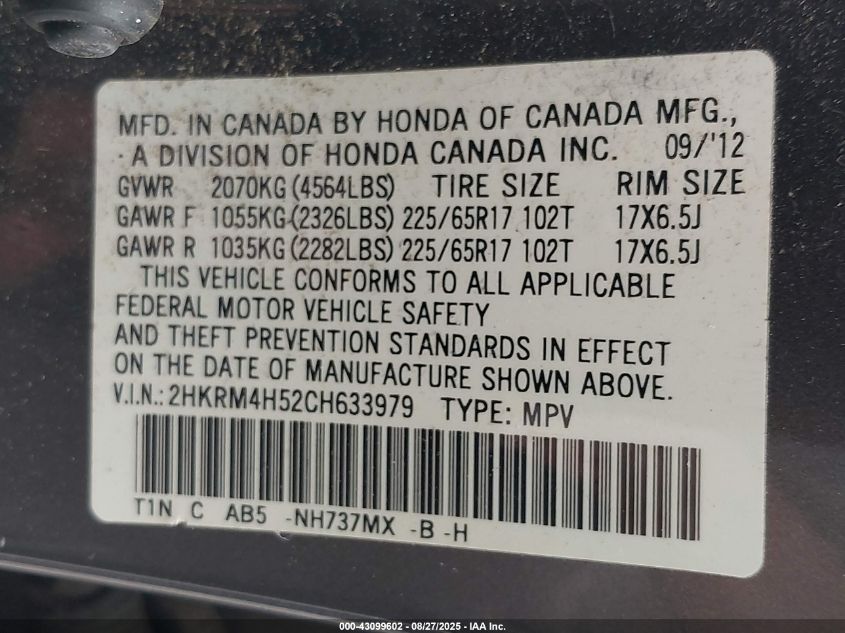 MFD. IN CANADA BY HONDA OF CANADA MFG.,
A DIVISION OF HONDA CANADA INC. 09/'12
GVWR 2070KG (4564LBS) TIRE SIZE RIM SIZE
GAWR F 1055KG (2326LBS) 225/65R17 102T 17X6.5J
GAWR R 1035KG (2282LBS) 225/65R17 102T 17X6.5J
THIS VEHICLE CONFORMS TO ALL APPLICABLE
FEDERAL MOTOR VEHICLE SAFETY
AND THEFT PREVENTION STANDARDS IN EFFECT
ON THE DATE OF MANUFACTURE SHOWN ABOVE.
V.I.N.: 2HKRM4H52CH633979 TYPE: MPV
T1N C AB5 -NH737MX -B -H
000-43099602 - 08/27/2025 - IAA Inc.